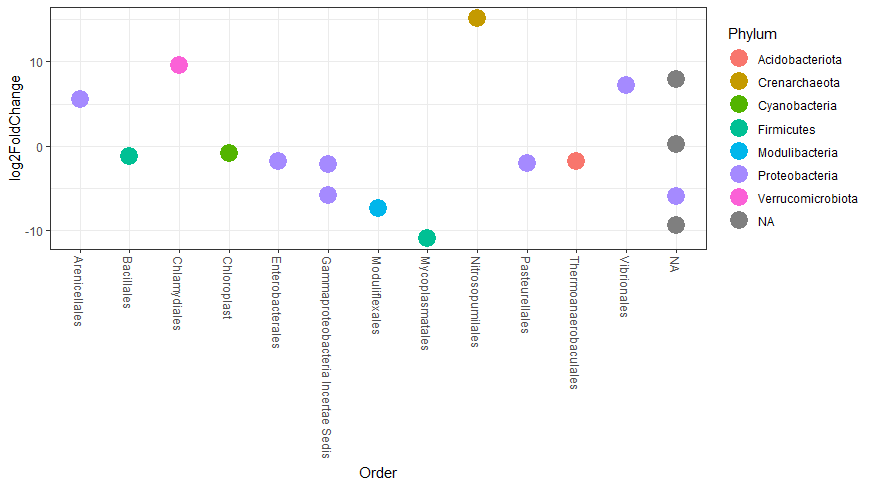 log2FoldChange
10
0
-10
Arenicellales
Bacillales
Chlamydiales
Chloroplast
Enterobacterales
Gammaproteobacteria Incertae Sedis
Moduliflexales
Mycoplasmatales
Nitrosopumilales
Pasteurellales
Thermoanaerobaculales
Vibrionales
NA
Order
Phylum
Acidobacteriota
Crenarchaeota
Cyanobacteria
Firmicutes
Modulibacteria
Proteobacteria
Verrucomicrobiota
NA